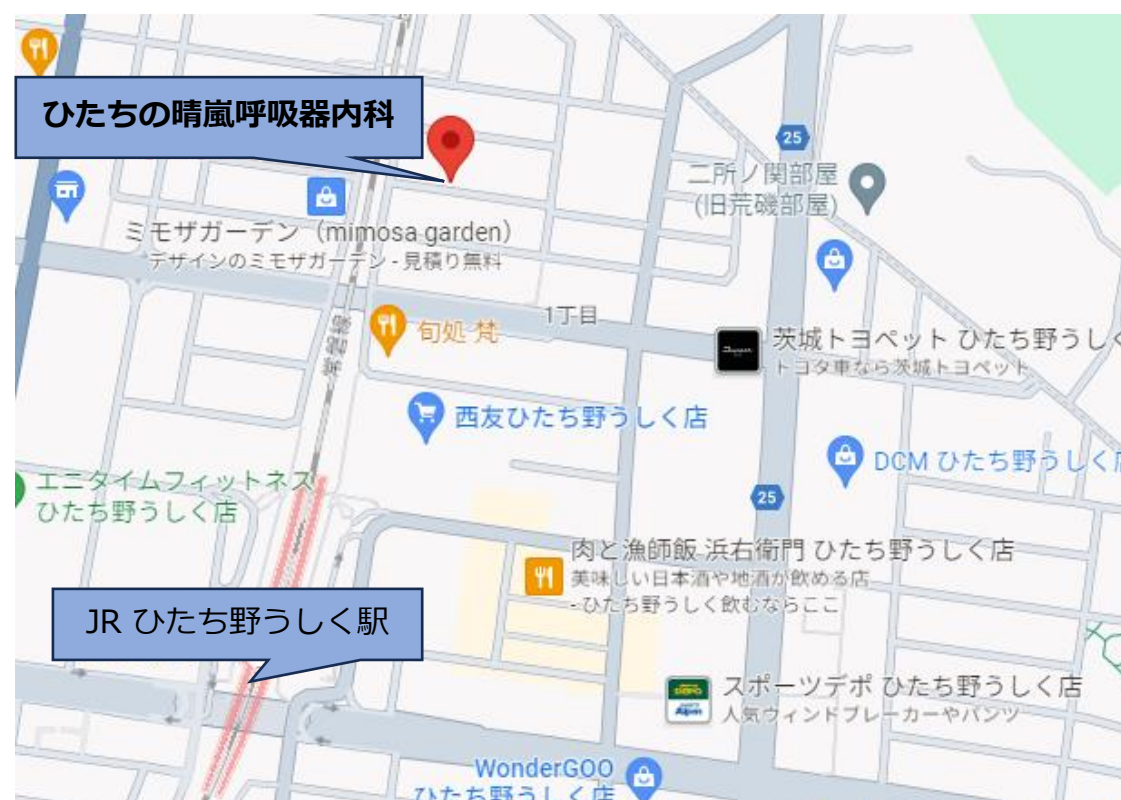 ひたちの晴嵐呼吸器内科
25
二所ノ関部屋
(旧荒磯部屋)
ミモザガーデン（mimosa garden）
デザインのミモザガーデン - 見積り無料
1丁目
旬処 梵
常磐線
茨城トヨペット ひたち野うしく
トヨタ車なら茨城トヨペット
西友ひたち野うしく店
DCM ひたち野うしく店
エニタイムフィットネス
ひたち野うしく店
25
肉と漁師飯 浜右衛門 ひたち野うしく店
美味しい日本酒や地酒が飲める店
- ひたち野うしく飲むならここ
JR ひたち野うしく駅
スポーツデポ ひたち野うしく店
人気ウィンドブレーカーやパンツ
Alpen
WonderGOO
ひたち野うしく店